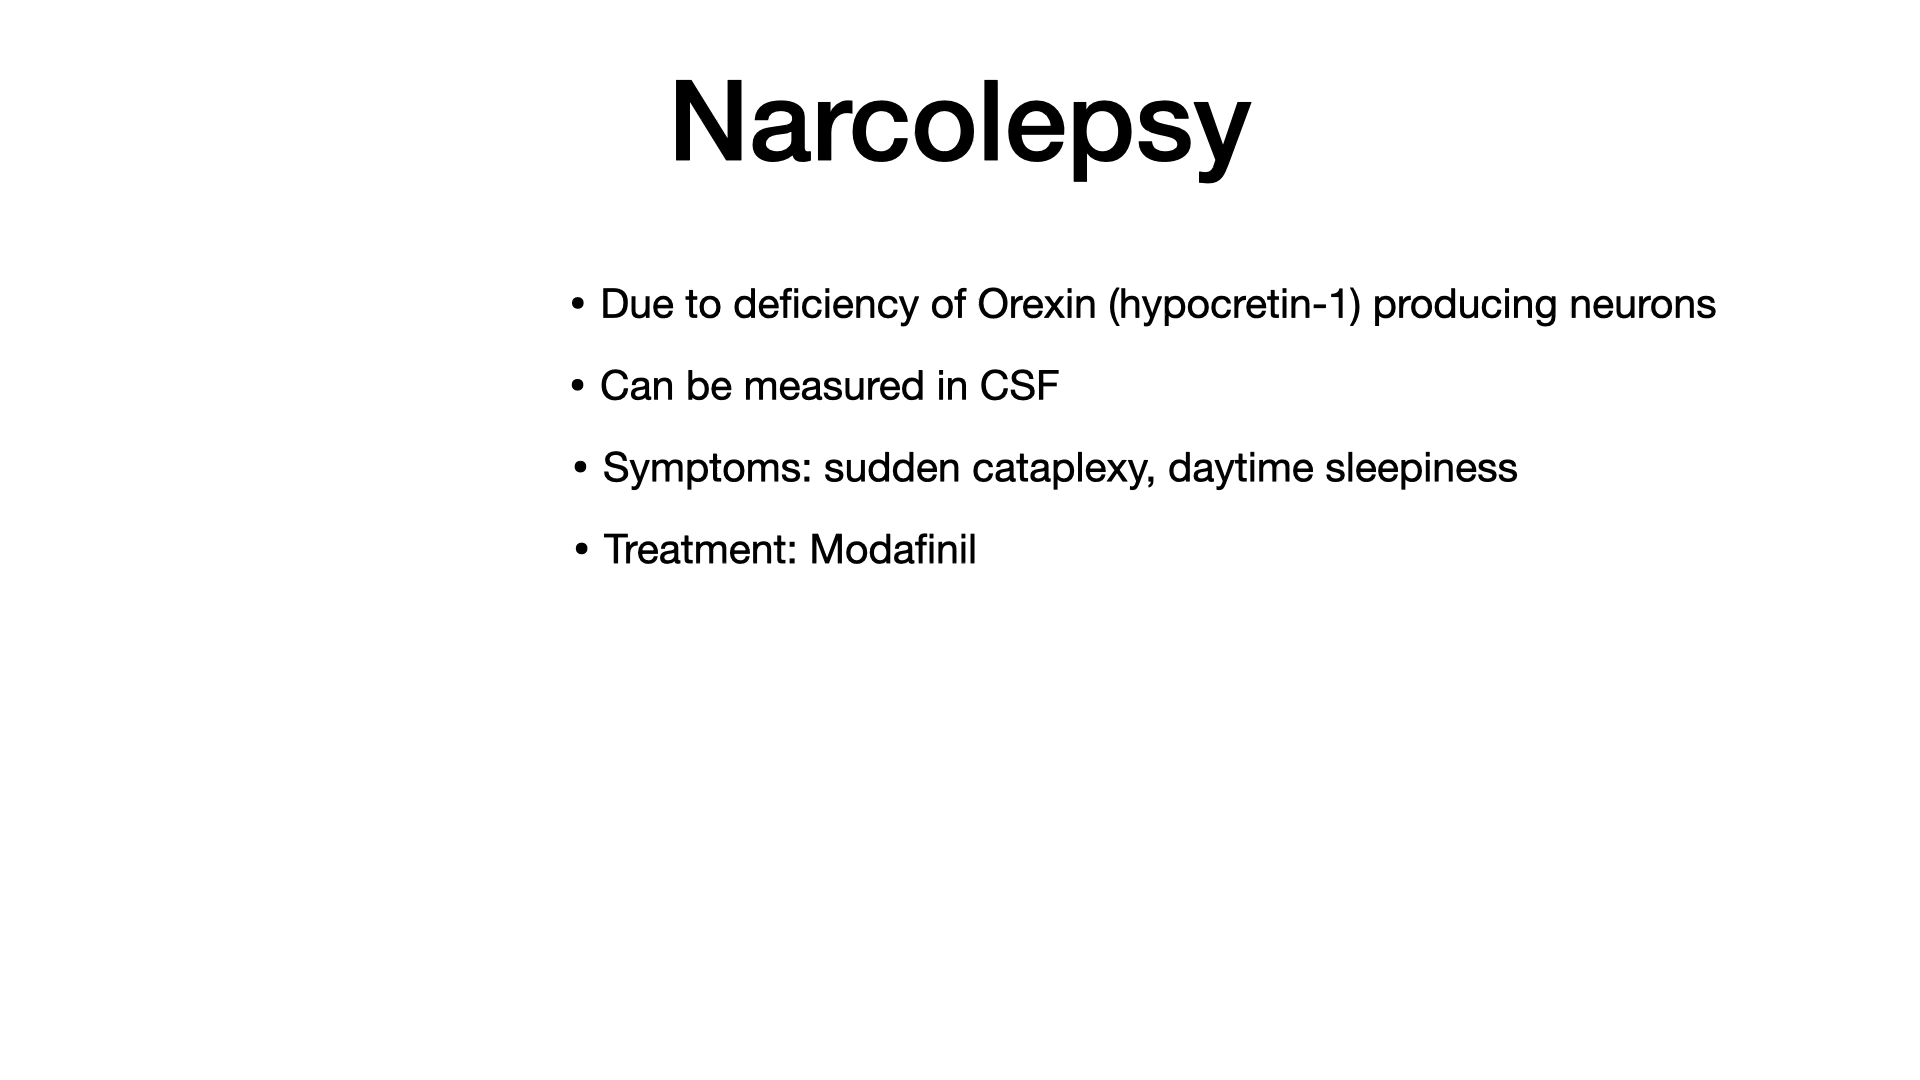 Narcolepsy
• Due to deficiency of Orexin (hypocretin-1) producing neurons
• Can be measured in CSF
• Symptoms: sudden cataplexy, daytime sleepiness
• Treatment: Modafinil